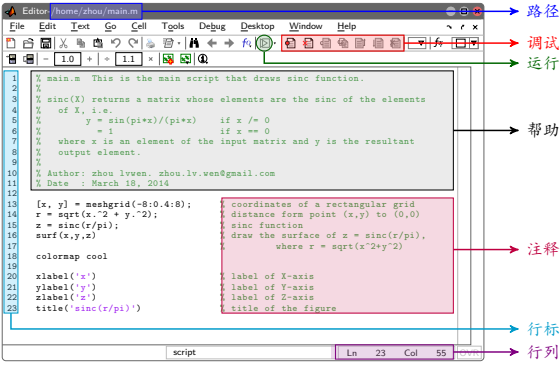 Editor-/home/zhou/main.m 路径
File Edit Text Go Cell Tools Debug Desktop Window Help
调试
运行
- 1.0 + ÷ 1.1 ×
1 % main.m This is the main script that draws sinc function.
2 %
3 % sinc(X) returns a matrix whose elements are the sinc of the elements
4 % of X, i.e.
5 % y = sin(pi*x)/(pi*x) if x /= 0
6 % = 1 if x == 0 帮助
7 % where x is an element of the input matrix and y is the resultant
8 % output element.
9 %
10 % Author: zhou lvwen. zhou.lv.wen@gmail.com
11 % Date : March 18, 2014
12
13 [x, y] = meshgrid(-8:0.4:8); % coordinates of a rectangular grid
14 r = sqrt(x.^2 + y.^2); % distance form point (x,y) to (0,0)
15 z = sinc(r/pi); % sinc function
16 surf(x,y,z) % draw the surface of z = sinc(r/pi),
17 % where r = sqrt(x^2+y^2) 注释
18 colormap cool
19
20 xlabel('x') % label of X-axis
21 ylabel('y') % label of Y-axis
22 zlabel('z') % label of Z-axis
23 title('sinc(r/pi)') % title of the figure
行标
script Ln 23 Col 55 OVR 行列